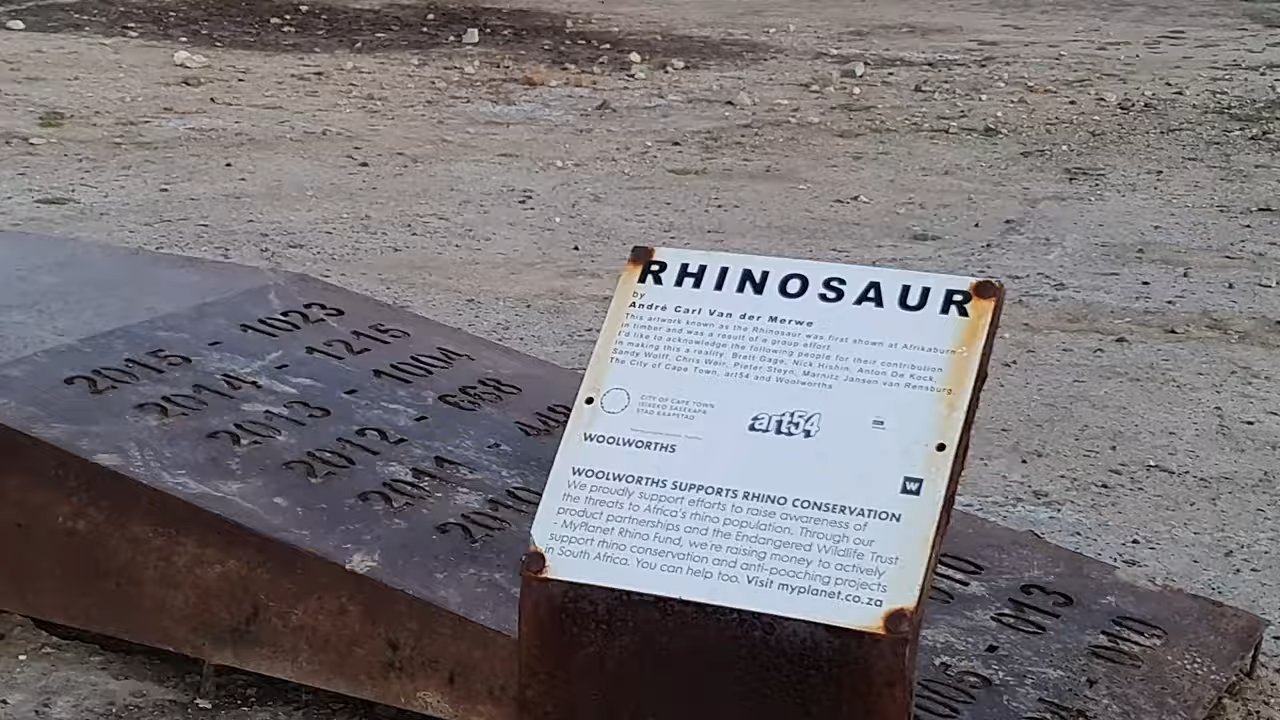 2015 - 1023
2014 - 1215
2013 - 1004
2012 - 668
2011 -
2010
010
013
010
RHINOSAUR
by
André Carl Van der Merwe
This artwork known as the Rhinosaur was first shown at Afrikaburn
in timber and was a result of a group effort.
I'd like to acknowledge the following people for their contribution
in making this a reality: Brett Gage, Nick Hishin, Anton De Kock,
Sandy Wolff, Chris Weir, Pieter Steyn, Marnitz Jansen van Rensburg,
The City of Cape Town, art54 and Woolworths
CITY OF CAPE TOWN
ISIXEKO SASEKAPA
STAD KAAPSTAD
art54
WOOLWORTHS
W
WOOLWORTHS SUPPORTS RHINO CONSERVATION
We proudly support efforts to raise awareness of
the threats to Africa's rhino population. Through our
product partnerships and the Endangered Wildlife Trust
- MyPlanet Rhino Fund, we're raising money to actively
support rhino conservation and anti-poaching projects
in South Africa. You can help too. Visit myplanet.co.za